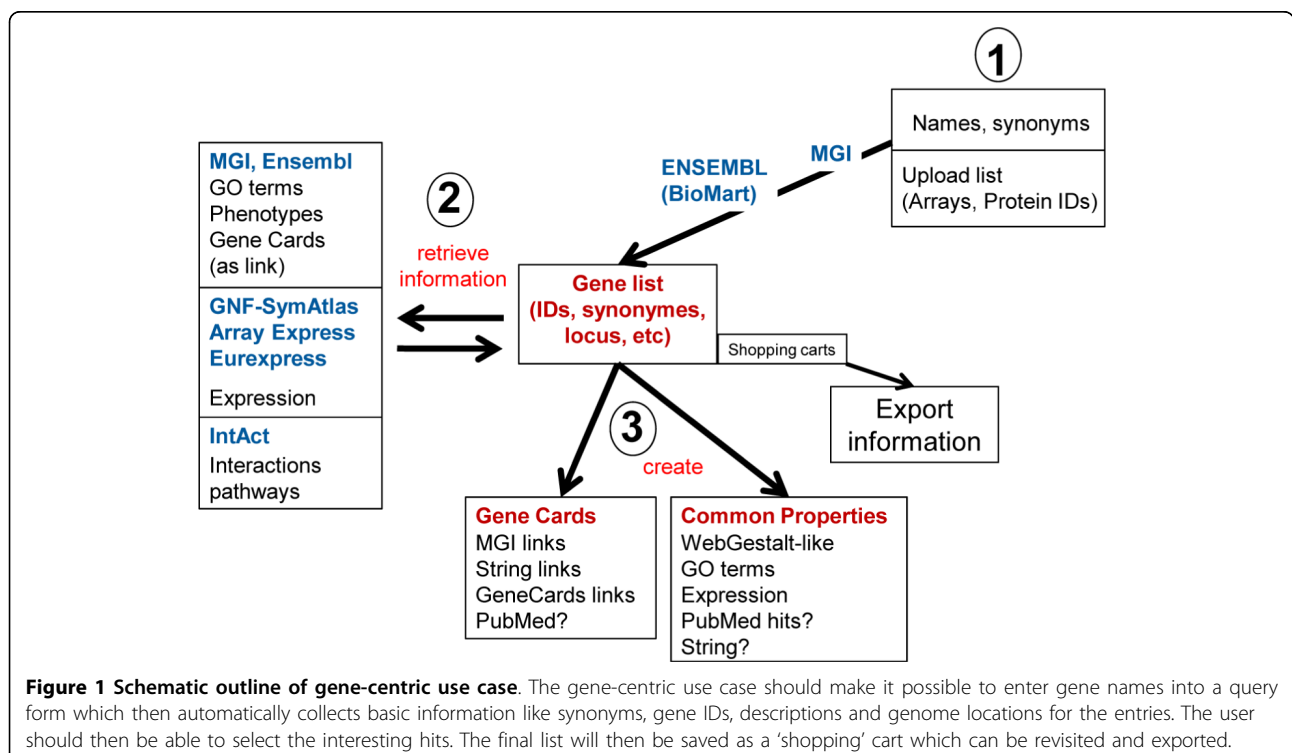 1
Names, synonyms
Upload list
(Arrays, Protein IDs)
MGI
ENSEMBL
(BioMart)
MGI, Ensembl
GO terms
Phenotypes
Gene Cards
(as link)
GNF-SymAtlas
Array Express
Eurexpress
Expression
IntAct
Interactions
pathways
2
retrieve
information
Gene list
(IDs, synonymes,
locus, etc)
Shopping carts
Export
information
3
create
Gene Cards
MGI links
String links
GeneCards links
PubMed?
Common Properties
WebGestalt-like
GO terms
Expression
PubMed hits?
String?
Figure 1 Schematic outline of gene-centric use case. The gene-centric use case should make it possible to enter gene names into a query
form which then automatically collects basic information like synonyms, gene IDs, descriptions and genome locations for the entries. The user
should then be able to select the interesting hits. The final list will then be saved as a ‘shopping’ cart which can be revisited and exported.